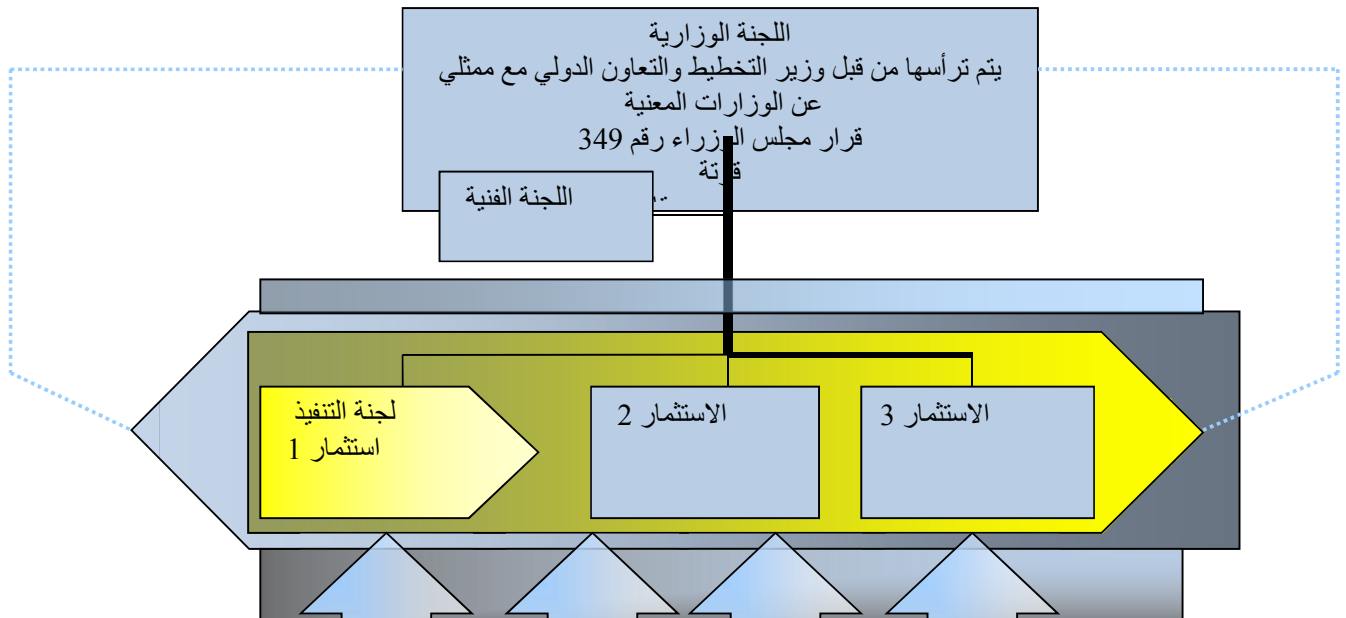 اللجنة الوزارية
يتم ترأسها من قبل وزير التخطيط والتعاون الدولي مع ممثلي
عن الوزارات المعنية
قرار مجلس الوزراء رقم 349
اللجنة الفنية
لجنة التنفيذ
استثمار 1
الاستثمار 2
الاستثمار 3